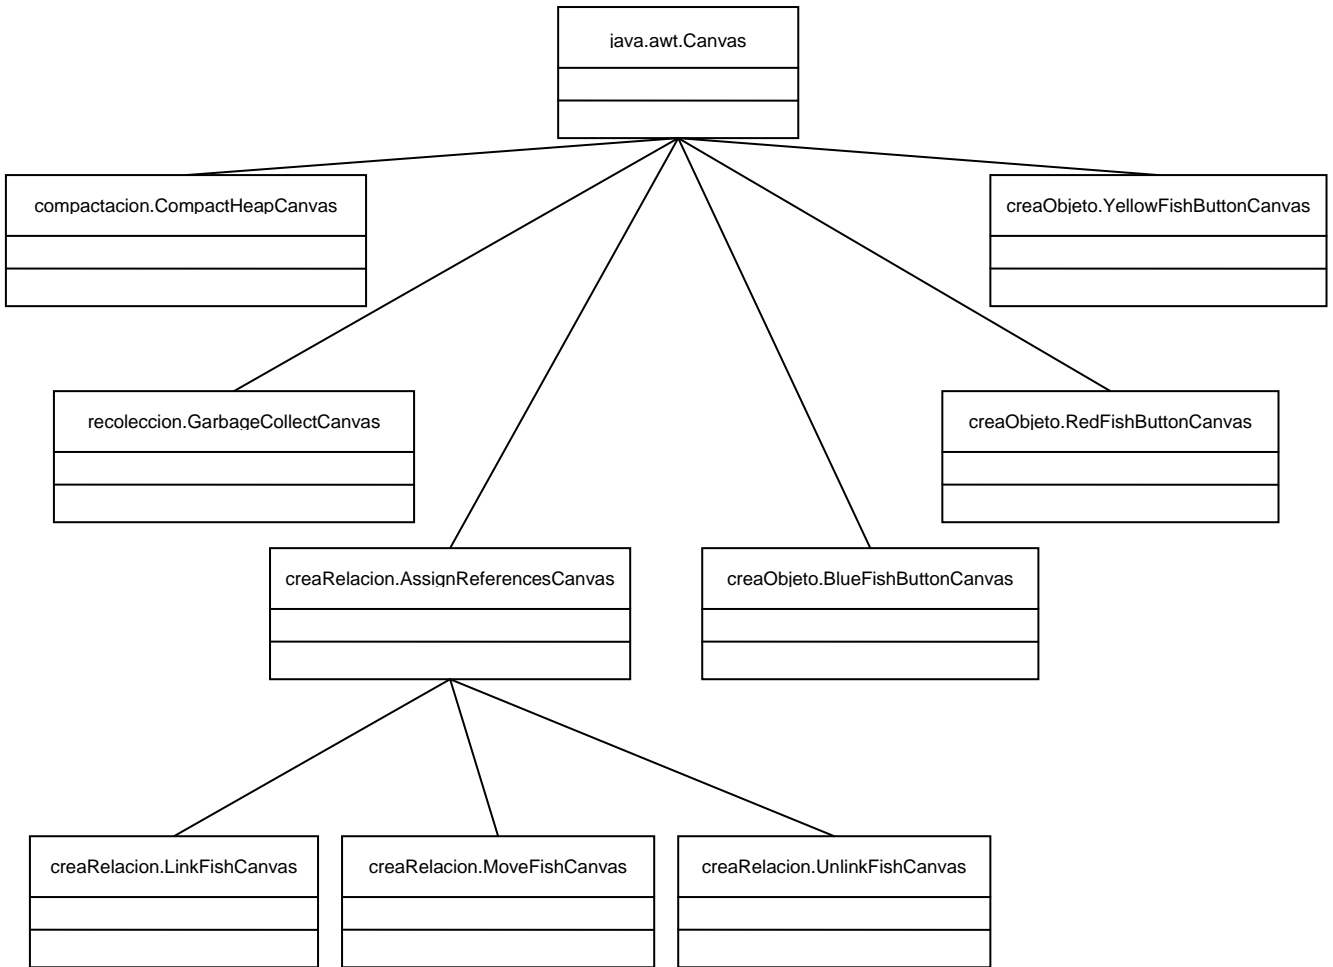 java.awt.Canvas
compactacion.CompactHeapCanvas
creaObjeto.YellowFishButtonCanvas
recoleccion.GarbageCollectCanvas
creaObjeto.RedFishButtonCanvas
creaRelacion.AssignReferencesCanvas
creaObjeto.BlueFishButtonCanvas
creaRelacion.LinkFishCanvas
creaRelacion.MoveFishCanvas
creaRelacion.UnlinkFishCanvas